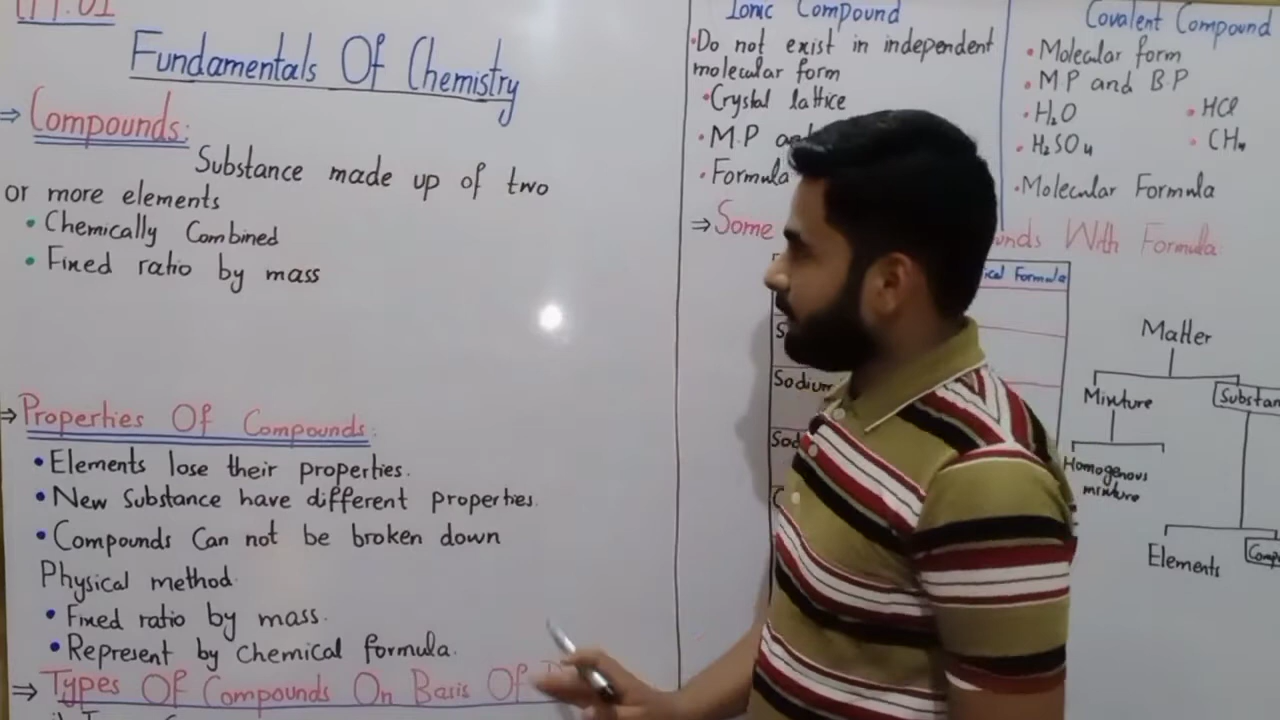 Fundamentals Of Chemistry
⇒ Compounds:
Substance made up of two
or more elements
• Chemically Combined
• Fixed ratio by mass
⇒ Properties Of Compounds:
• Elements lose their properties.
• New Substance have different properties.
• Compounds Can not be broken down
Physical method.
• Fixed ratio by mass.
• Represent by Chemical formula.
⇒ Types Of Compounds On Basis Of
Ionic Compound
• Do not exist in independent
molecular form
• Crystal lattice
• M.P
• Formula
Covalent Compound
• Molecular form
• M.P and B.P
• H₂O • HCl
• H₂SO₄ • CH₄
• Molecular Formula
⇒ Some With Formula:
Formula
Sodium
Matter
Mixture
Homogenous
mixture
Elements